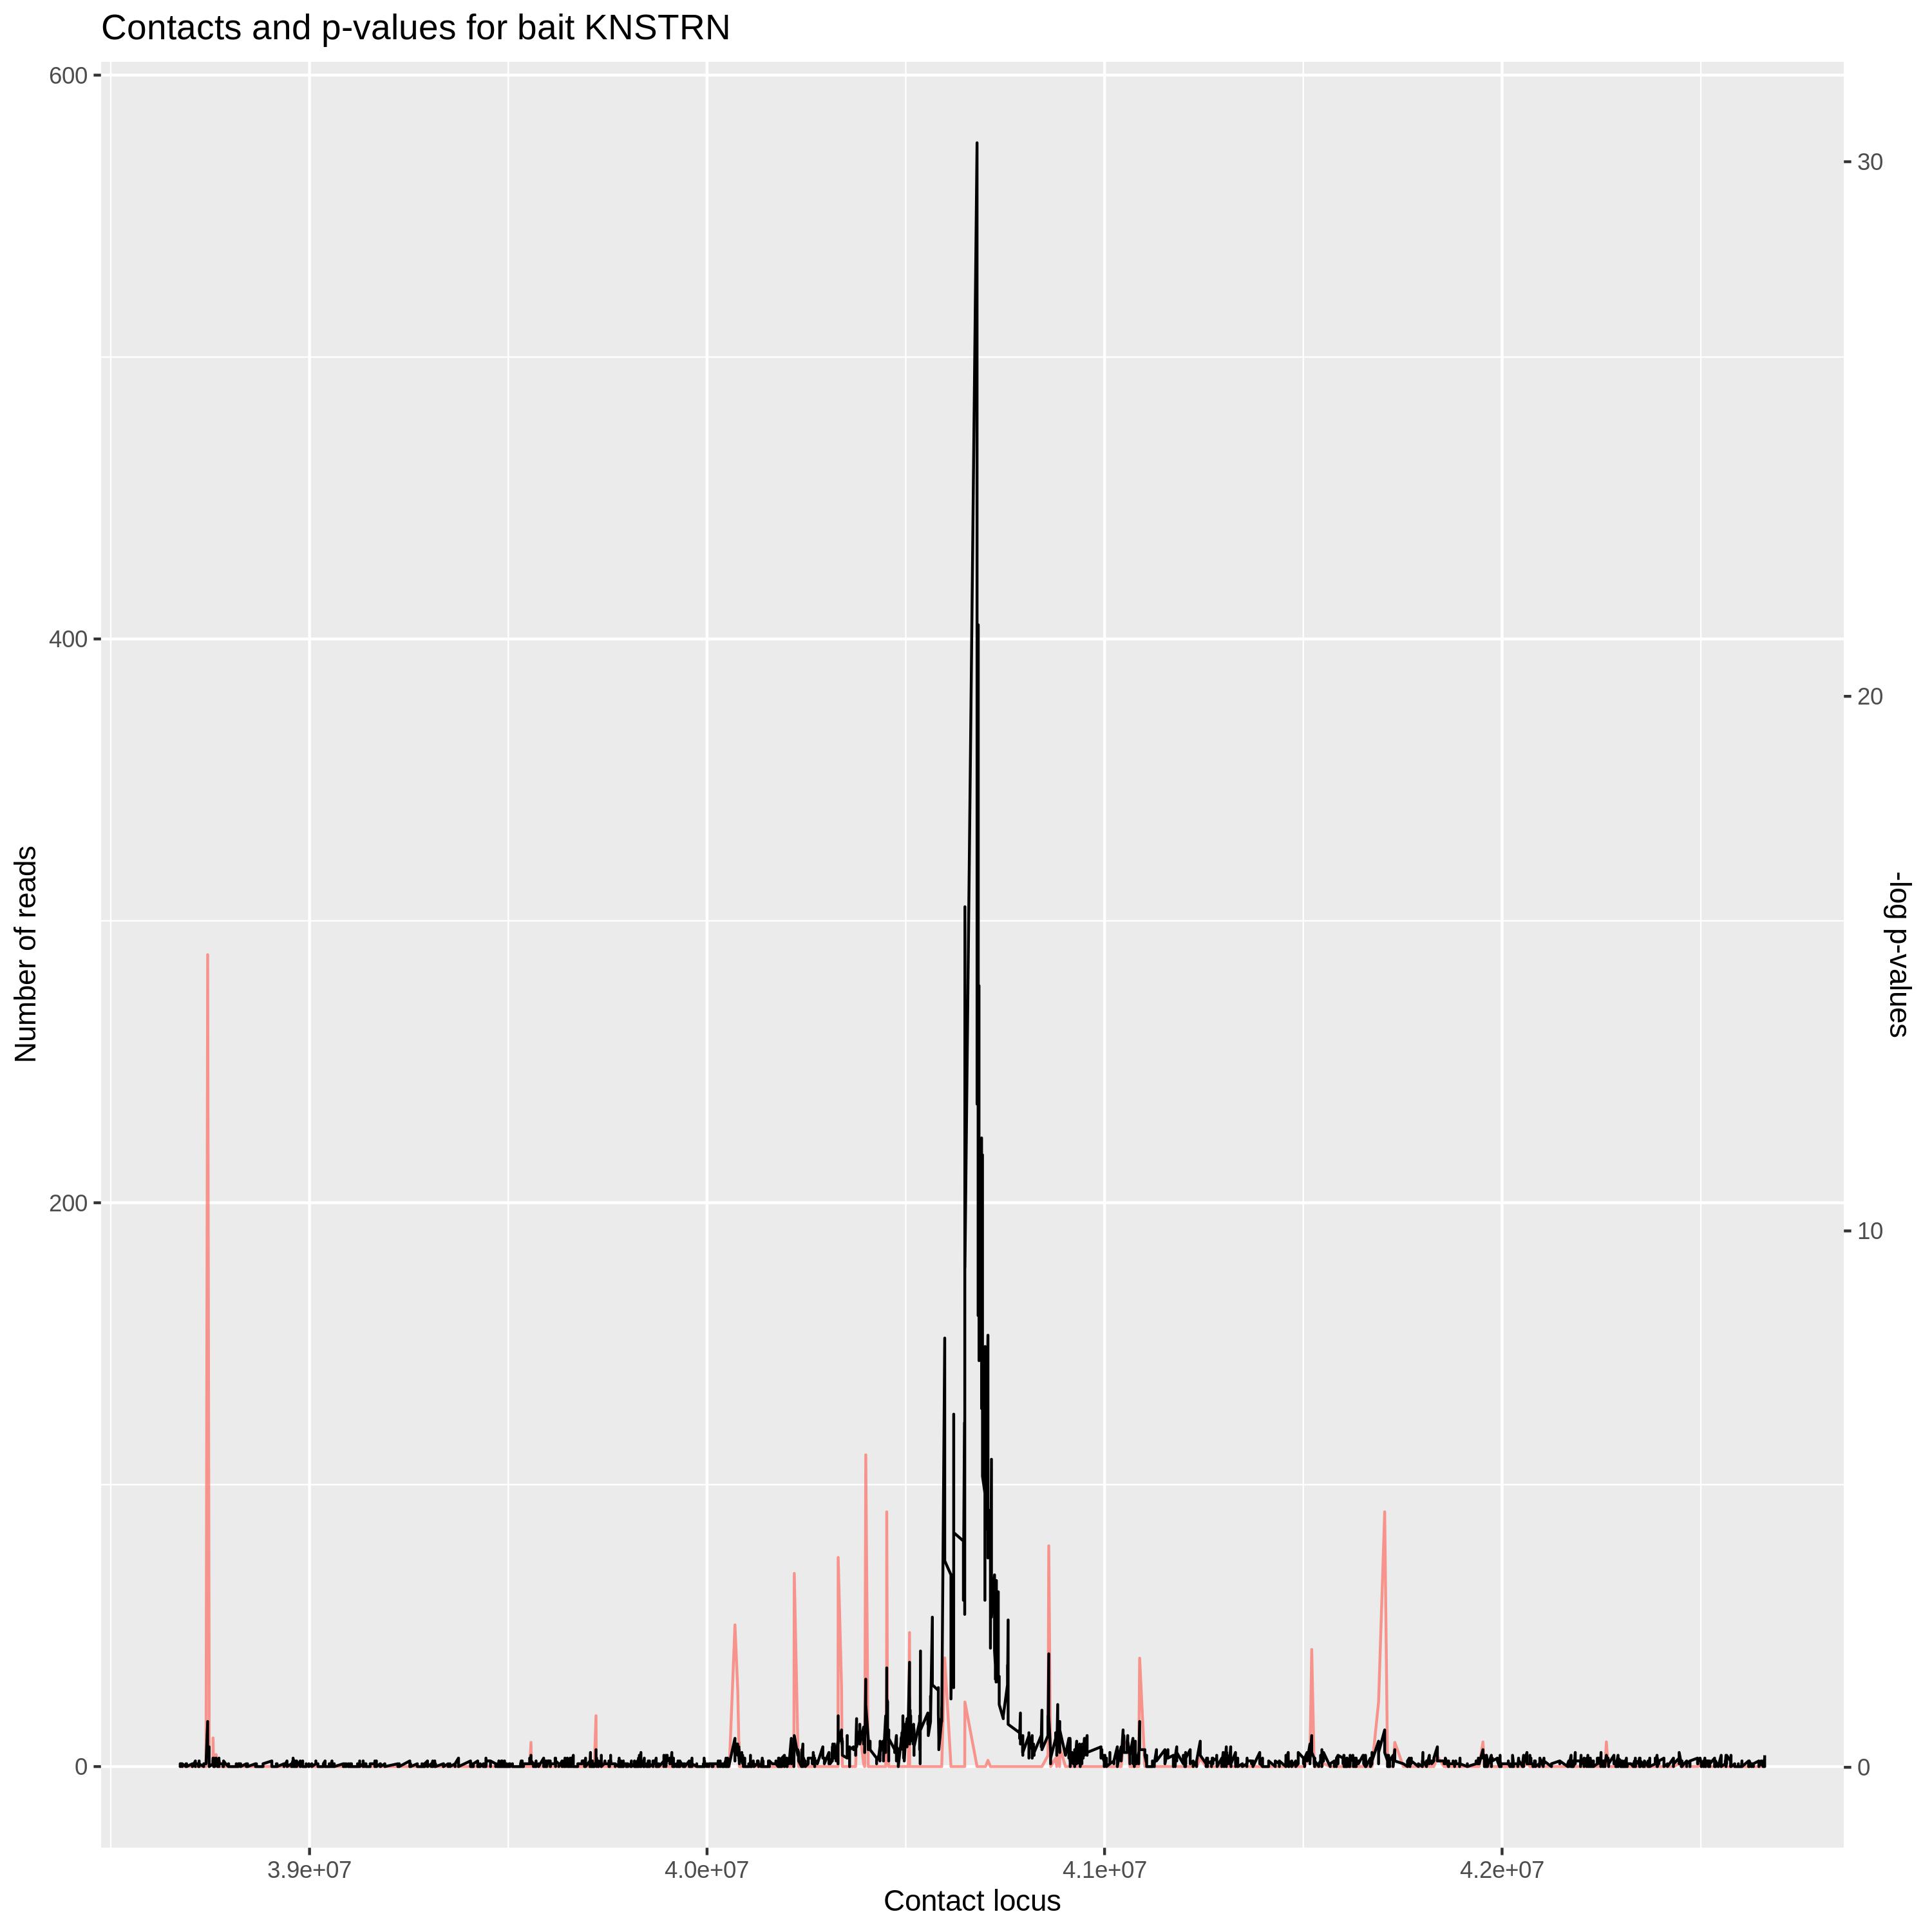 Contacts and p-values for bait KNSTRN
600
400
200
0
Number of reads
30
20
10
0
-log p-values
3.9e+07
4.0e+07
4.1e+07
4.2e+07
Contact locus